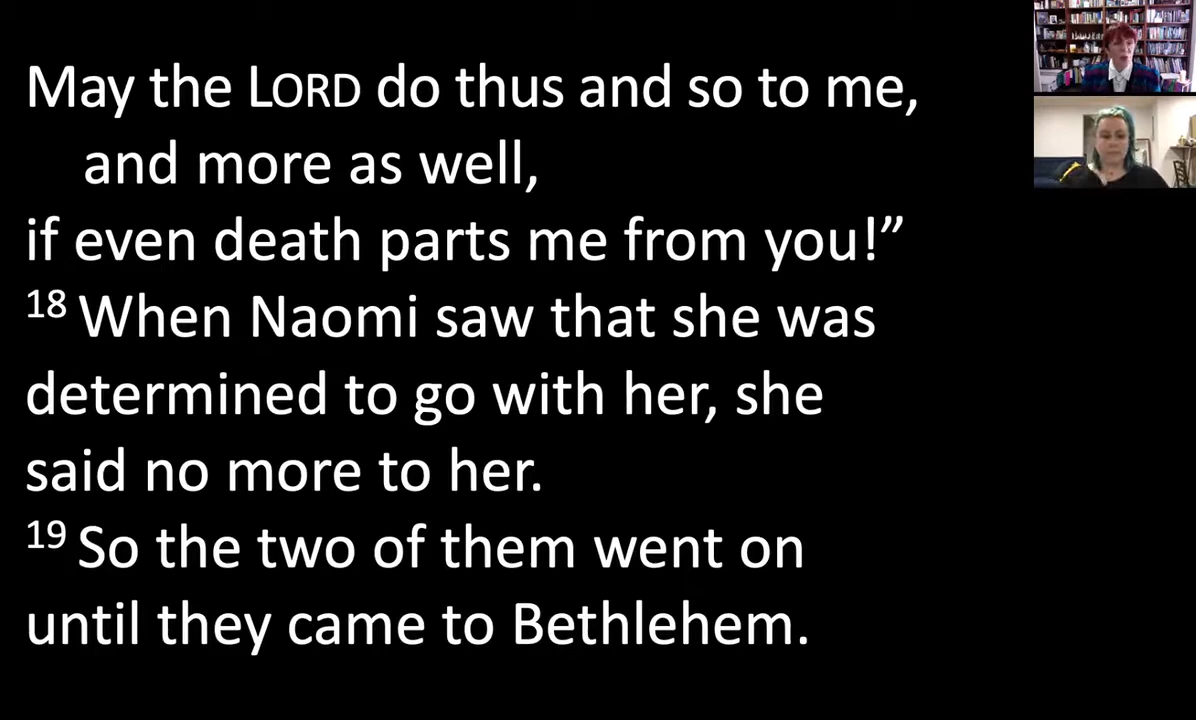 May the LORD do thus and so to me,
and more as well,
if even death parts me from you!”
18 When Naomi saw that she was
determined to go with her, she
said no more to her.
19 So the two of them went on
until they came to Bethlehem.